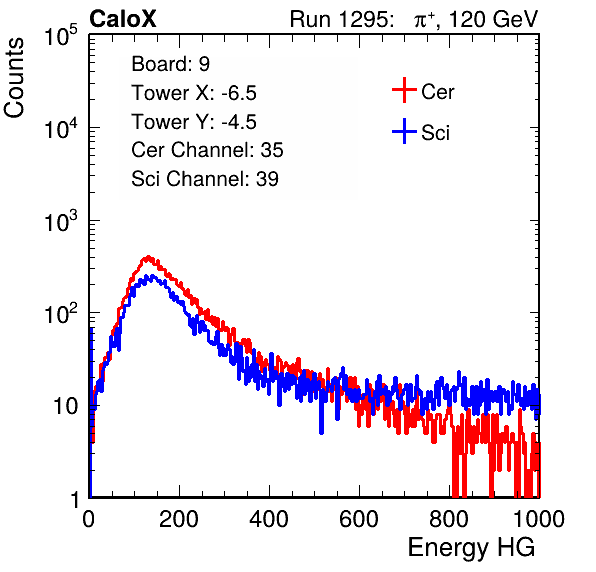 CaloX Run 1295: π⁺, 120 GeV
Counts
10⁵
10⁴
10³
10²
10
1
Board: 9
Tower X: -6.5
Tower Y: -4.5
Cer Channel: 35
Sci Channel: 39
Cer
Sci
0 200 400 600 800 1000
Energy HG